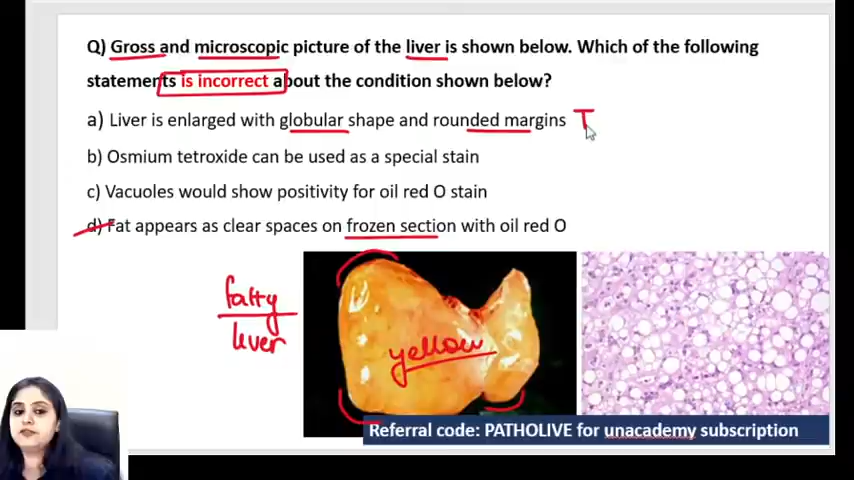 Q) Gross and microscopic picture of the liver is shown below. Which of the following
statements is incorrect about the condition shown below?
a) Liver is enlarged with globular shape and rounded margins T
b) Osmium tetroxide can be used as a special stain
c) Vacuoles would show positivity for oil red O stain
d) Fat appears as clear spaces on frozen section with oil red O
fatty
liver
yellow
Referral code: PATHOLIVE for unacademy subscription